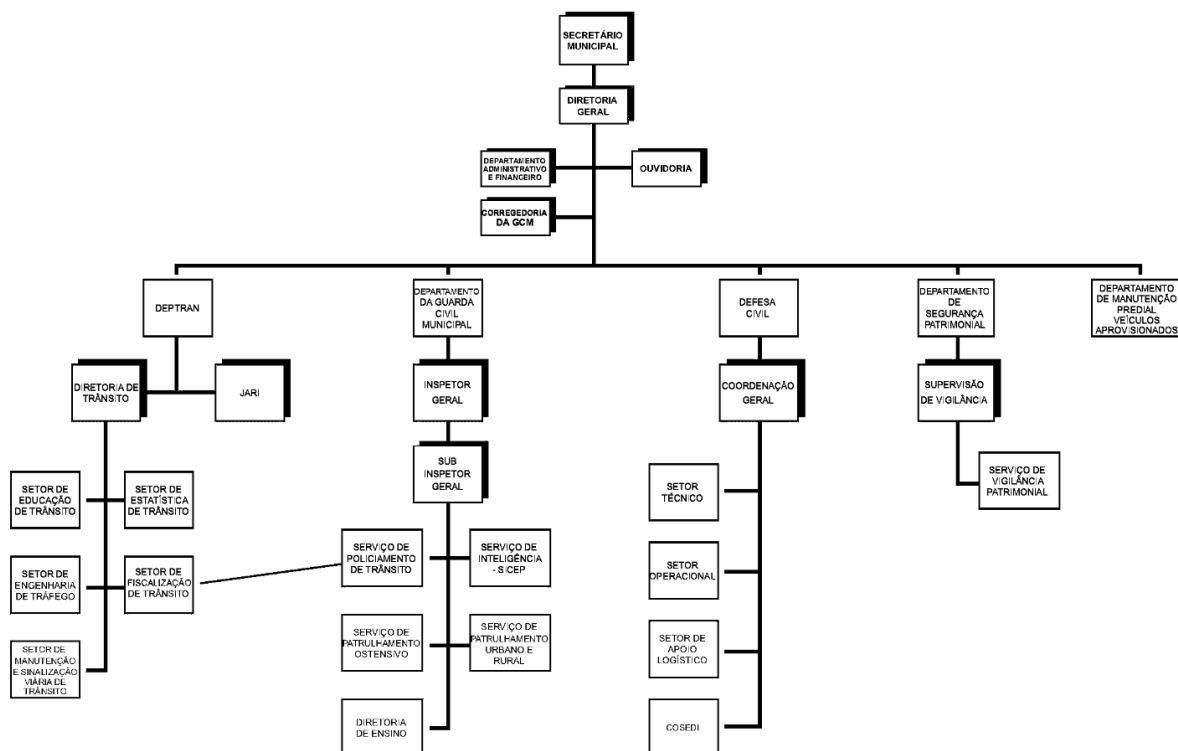 SECRETÁRIO
MUNICIPAL
DIRETORIA
GERAL
DEPARTAMENTO
ADMINISTRATIVO
E FINANCEIRO
OUVIDORIA
CORREGEDORIA
DA GCM
DEPTRAN
DEPARTAMENTO
DA GUARDA
CIVIL
MUNICIPAL
DEFESA
CIVIL
DEPARTAMENTO
DE
SEGURANÇA
PATRIMONIAL
DEPARTAMENTO
DE MANUTENÇÃO
PREDIAL
VEÍCULOS
APROVISIONADOS
DIRETORIA DE
TRÂNSITO
JARI
INSPETOR
GERAL
COORDENAÇÃO
GERAL
SUPERVISÃO
DE VIGILÂNCIA
SUB
INSPETOR
GERAL
SETOR DE
EDUCAÇÃO
DE TRÂNSITO
SETOR DE
ESTATÍSTICA
DE TRÂNSITO
SETOR
TÉCNICO
SERVIÇO DE
VIGILÂNCIA
PATRIMONIAL
SETOR DE
ENGENHARIA
DE TRÁFEGO
SETOR DE
FISCALIZAÇÃO
DE TRÂNSITO
SERVIÇO DE
POLICIAMENTO
DE TRÂNSITO
SERVIÇO DE
INTELIGÊNCIA
- SICEP
SETOR
OPERACIONAL
SETOR DE
MANUTENÇÃO
E SINALIZAÇÃO
VIÁRIA DE
TRÂNSITO
SERVIÇO DE
PATRULHAMENTO
OSTENSIVO
SERVIÇO DE
PATRULHAMENTO
URBANO E
RURAL
SETOR DE
APOIO
LOGÍSTICO
DIRETORIA
DE ENSINO
COSEDI